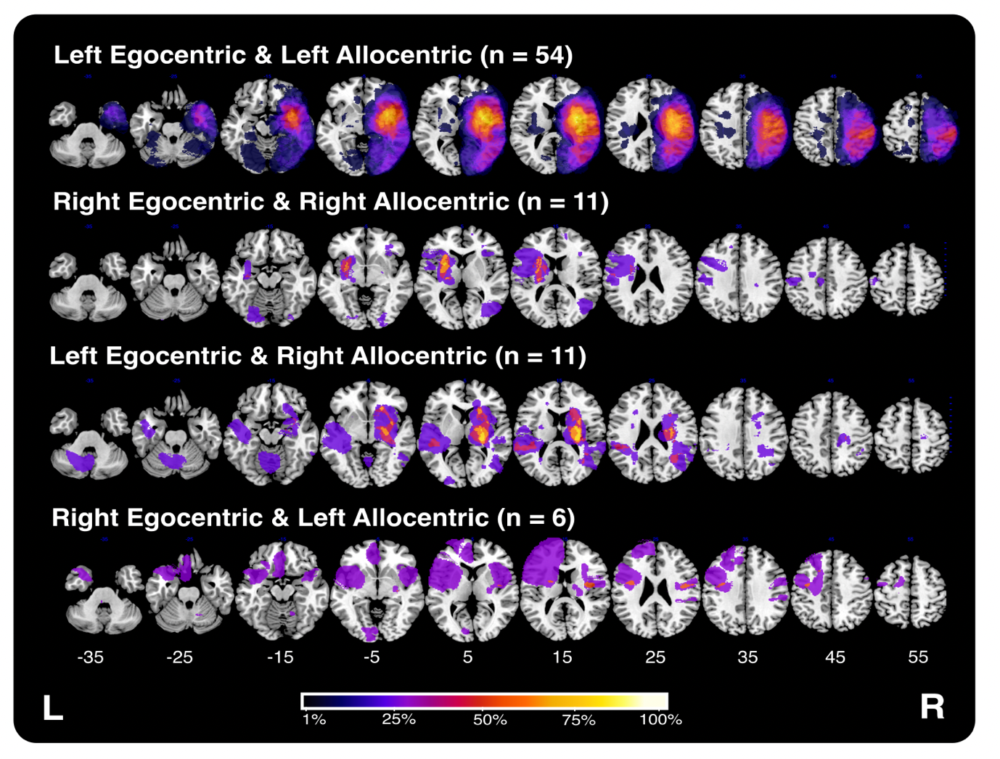 Left Egocentric & Left Allocentric (n = 54)
Right Egocentric & Right Allocentric (n = 11)
Left Egocentric & Right Allocentric (n = 11)
Right Egocentric & Left Allocentric (n = 6)
-35 -25 -15 -5 5 15 25 35 45 55
L R
1% 25% 50% 75% 100%